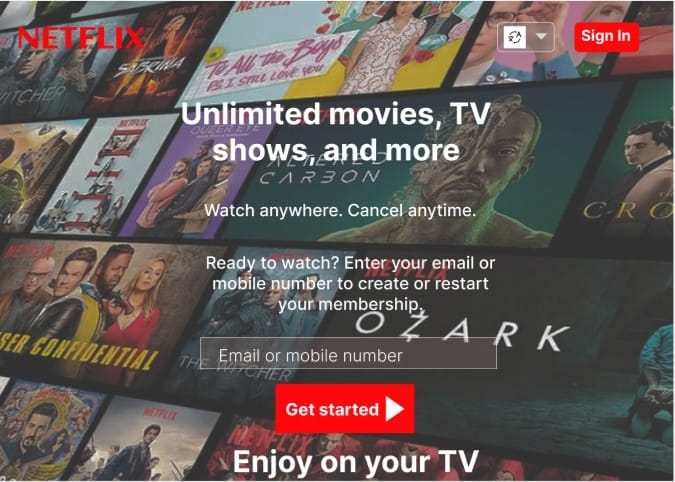 NETFLIX
Sign In
WITCHER
SABRINA
To All the Boys
P.S. I STILL LOVE YOU
Unlimited movies, TV
shows, and more
QUEER EYE
ALTERED
CARBON
Watch anywhere. Cancel anytime.
Ready to watch? Enter your email or
mobile number to create or restart
your membership.
NETFLIX
NETFLIX
OZARK
SER CONFIDENTIAL
THE WITCHER
Email or mobile number
NETFLIX
NETFLIX
Get started
Enjoy on your TV